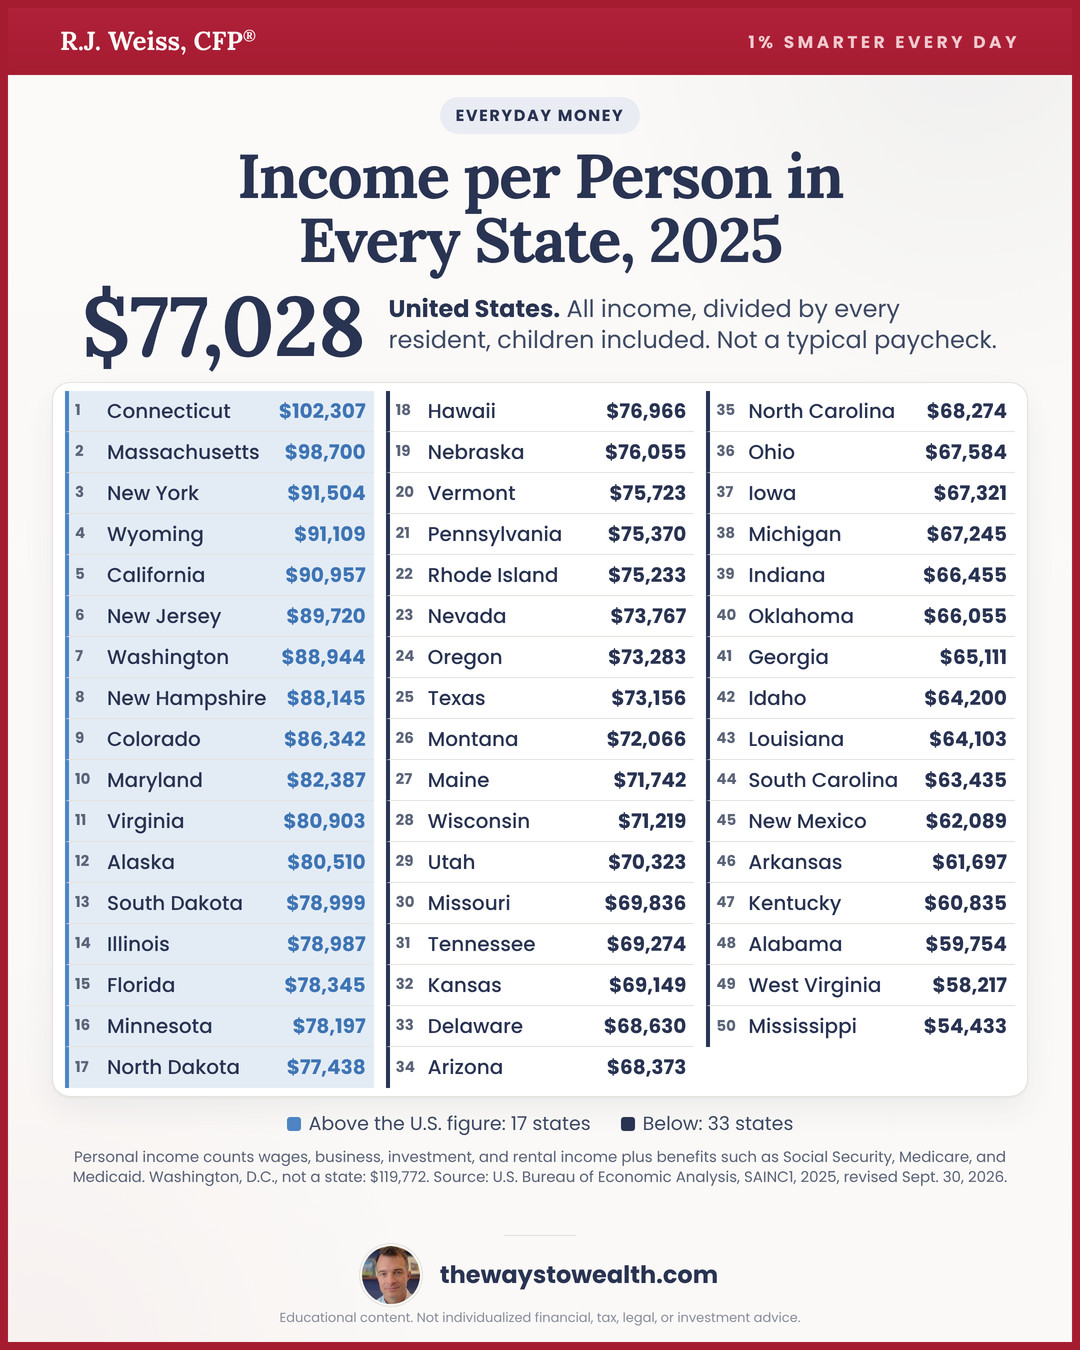 R.J. Weiss, CFP®
1% SMARTER EVERY DAY
EVERYDAY MONEY
Income per Person in
Every State, 2025
$77,028
United States. All income, divided by every
resident, children included. Not a typical paycheck.
1 Connecticut $102,307
2 Massachusetts $98,700
3 New York $91,504
4 Wyoming $91,109
5 California $90,957
6 New Jersey $89,720
7 Washington $88,944
8 New Hampshire $88,145
9 Colorado $86,342
10 Maryland $82,387
11 Virginia $80,903
12 Alaska $80,510
13 South Dakota $78,999
14 Illinois $78,987
15 Florida $78,345
16 Minnesota $78,197
17 North Dakota $77,438
18 Hawaii $76,966
19 Nebraska $76,055
20 Vermont $75,723
21 Pennsylvania $75,370
22 Rhode Island $75,233
23 Nevada $73,767
24 Oregon $73,283
25 Texas $73,156
26 Montana $72,066
27 Maine $71,742
28 Wisconsin $71,219
29 Utah $70,323
30 Missouri $69,836
31 Tennessee $69,274
32 Kansas $69,149
33 Delaware $68,630
34 Arizona $68,373
35 North Carolina $68,274
36 Ohio $67,584
37 Iowa $67,321
38 Michigan $67,245
39 Indiana $66,455
40 Oklahoma $66,055
41 Georgia $65,111
42 Idaho $64,200
43 Louisiana $64,103
44 South Carolina $63,435
45 New Mexico $62,089
46 Arkansas $61,697
47 Kentucky $60,835
48 Alabama $59,754
49 West Virginia $58,217
50 Mississippi $54,433
Above the U.S. figure: 17 states
Below: 33 states
Personal income counts wages, business, investment, and rental income plus benefits such as Social Security, Medicare, and
Medicaid. Washington, D.C., not a state: $119,772. Source: U.S. Bureau of Economic Analysis, SAINC1, 2025, revised Sept. 30, 2026.
thewaystowealth.com
Educational content. Not individualized financial, tax, legal, or investment advice.